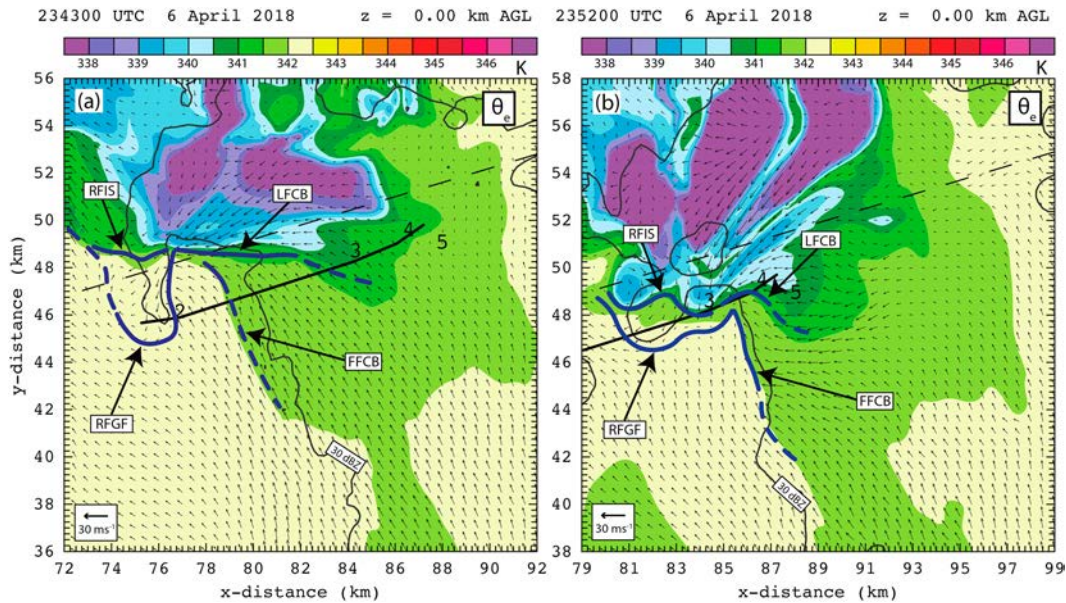 234300 UTC 6 April 2018 z = 0.00 km AGL
338 339 340 341 342 343 344 345 346 K
(a)
θe
RFIS
LFCB
3
4
5
2
FFCB
RFGF
30 dBZ
30 ms⁻¹
56
54
52
50
48
46
44
42
40
38
36
72 74 76 78 80 82 84 86 88 90 92
x-distance (km)
y-distance (km)
235200 UTC 6 April 2018 z = 0.00 km AGL
338 339 340 341 342 343 344 345 346 K
(b)
θe
RFIS
LFCB
3
4
5
FFCB
RFGF
30 dBZ
30 ms⁻¹
58
56
54
52
50
48
46
44
42
40
38
79 81 83 85 87 89 91 93 95 97 99
x-distance (km)